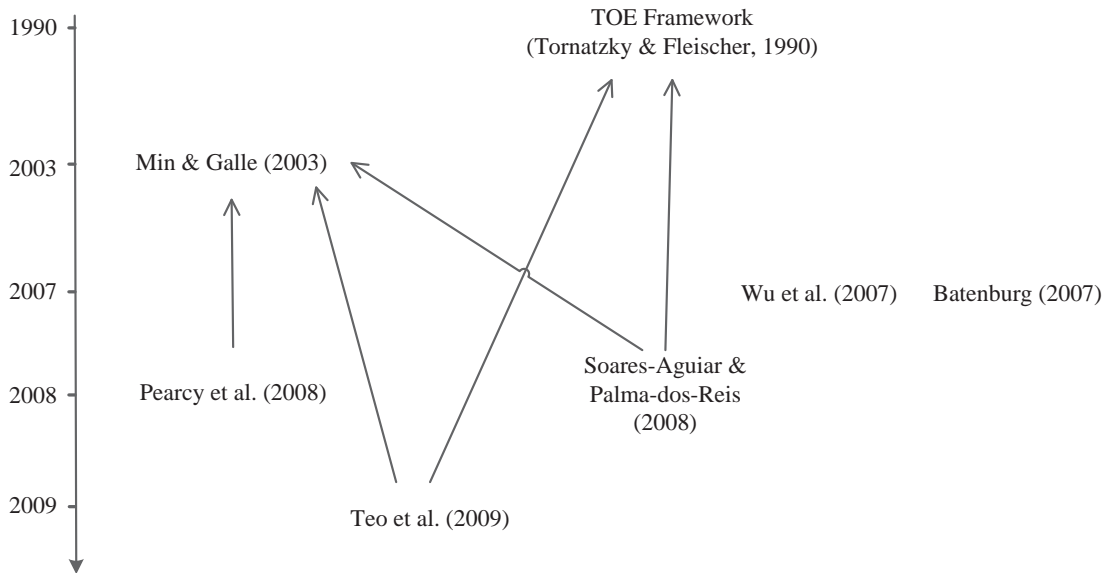 1990
TOE Framework
(Tornatzky & Fleischer, 1990)
2003
Min & Galle (2003)
2007
Wu et al. (2007)
Batenburg (2007)
2008
Pearcy et al. (2008)
Soares-Aguiar &
Palma-dos-Reis
(2008)
2009
Teo et al. (2009)